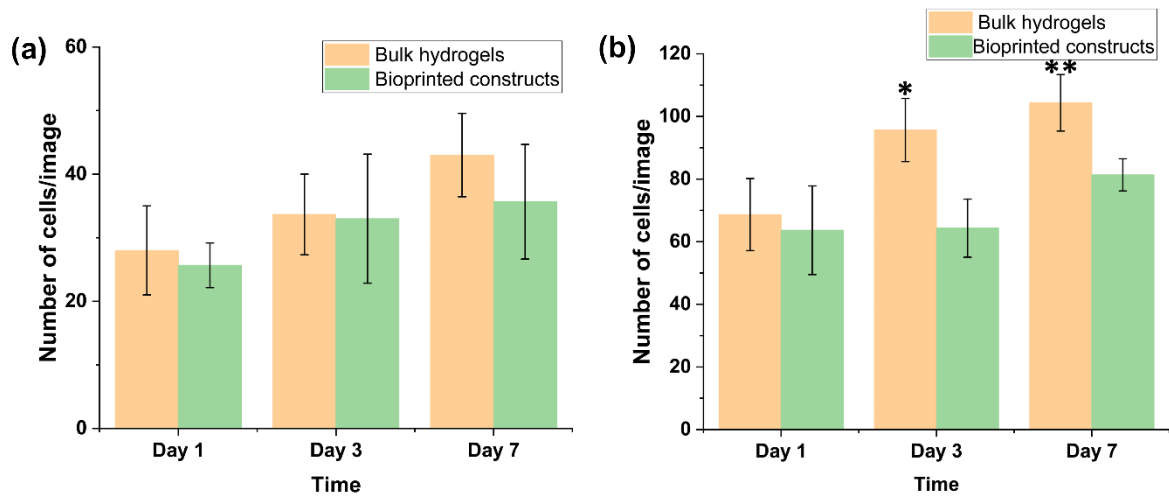 (a)
60
40
20
0
Number of cells/image
Bulk hydrogels
Bioprinted constructs
Day 1
Day 3
Day 7
Time
(b)
120
100
80
60
40
20
0
Number of cells/image
Bulk hydrogels
Bioprinted constructs
*
**
Day 1
Day 3
Day 7
Time